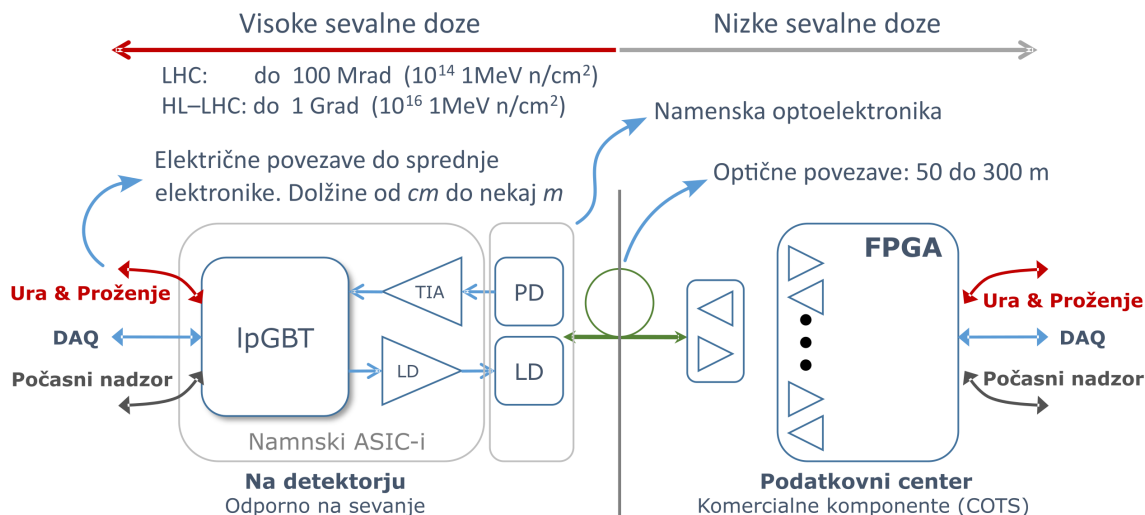 Visoke sevalne doze
Nizke sevalne doze
LHC: do 100 Mrad (10¹⁴ 1MeV n/cm²)
HL–LHC: do 1 Grad (10¹⁶ 1MeV n/cm²)
Namenska optoelektronika
Električne povezave do sprednje
elektronike. Dolžine od cm do nekaj m
Optične povezave: 50 do 300 m
Ura & Proženje
DAQ
Počasni nadzor
lpGBT
TIA
LD
PD
LD
Namnski ASIC-i
FPGA
Ura & Proženje
DAQ
Počasni nadzor
Na detektorju
Odporno na sevanje
Podatkovni center
Komercialne komponente (COTS)